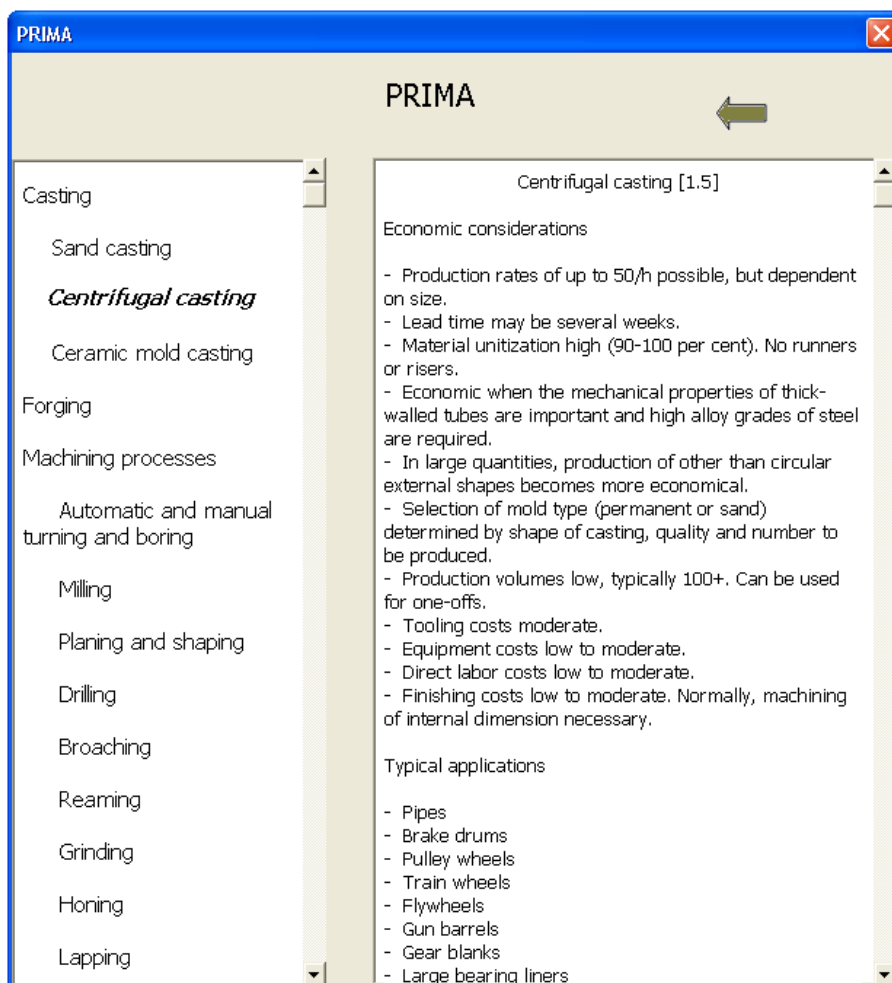 PRIMA
PRIMA
Casting
Sand casting
Centrifugal casting
Ceramic mold casting
Forging
Machining processes
Automatic and manual
turning and boring
Milling
Planing and shaping
Drilling
Broaching
Reaming
Grinding
Honing
Lapping
Centrifugal casting [1.5]
Economic considerations
- Production rates of up to 50/h possible, but dependent
on size.
- Lead time may be several weeks.
- Material unitization high (90-100 per cent). No runners
or risers.
- Economic when the mechanical properties of thick-
walled tubes are important and high alloy grades of steel
are required.
- In large quantities, production of other than circular
external shapes becomes more economical.
- Selection of mold type (permanent or sand)
determined by shape of casting, quality and number to
be produced.
- Production volumes low, typically 100+. Can be used
for one-offs.
- Tooling costs moderate.
- Equipment costs low to moderate.
- Direct labor costs low to moderate.
- Finishing costs low to moderate. Normally, machining
of internal dimension necessary.
Typical applications
- Pipes
- Brake drums
- Pulley wheels
- Train wheels
- Flywheels
- Gun barrels
- Gear blanks
- Large bearing liners